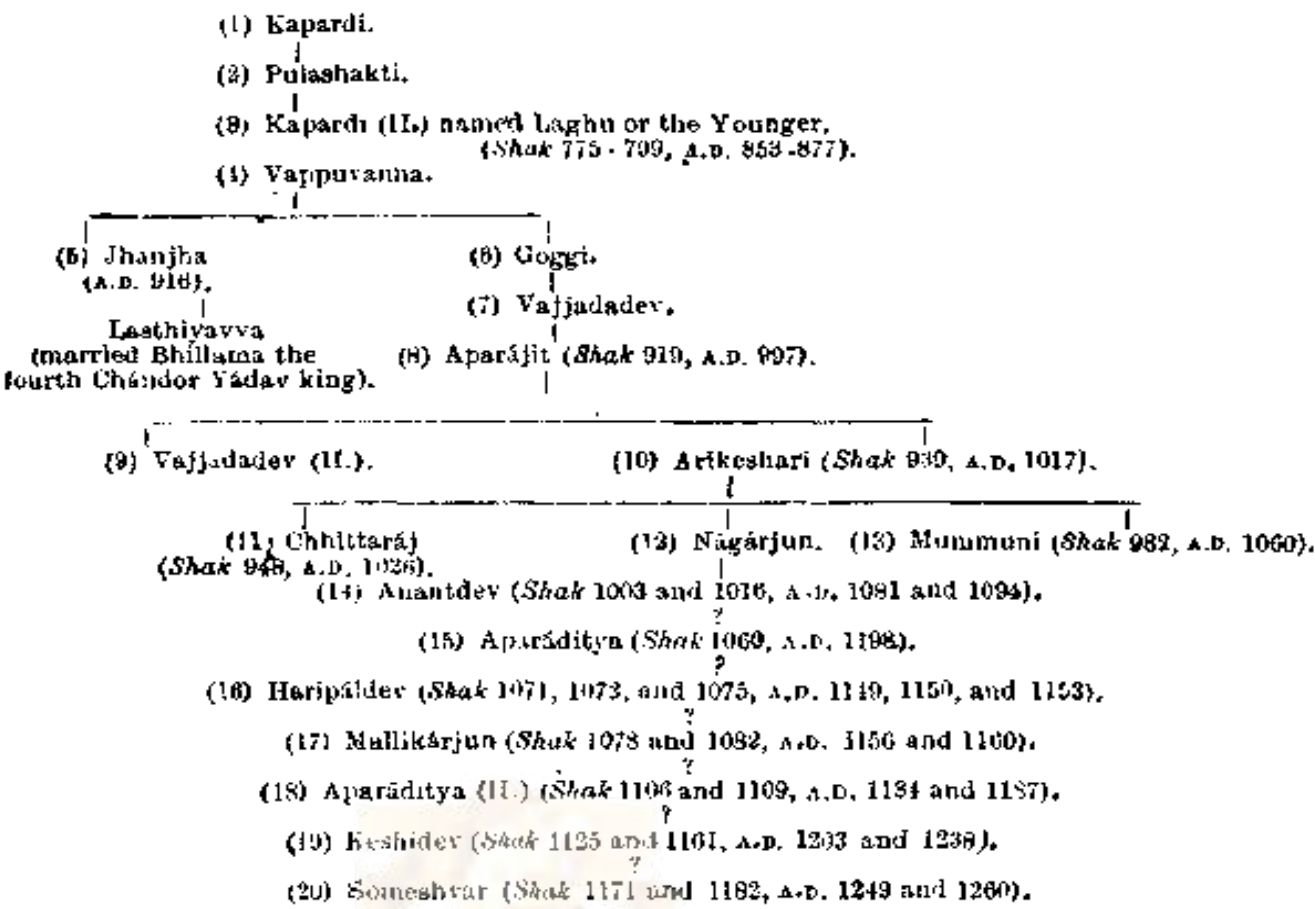 (1) Kapardi.
(2) Pulashakti.
(3) Kapardi (II.) named Laghu or the Younger.
(Shak 775 - 799, A.D. 853-877).
(4) Vappuvanna.
(5) Jhanjha (6) Goggi.
(A.D. 916).
(7) Vajjadadev.
Lasthiyavva
(married Bhillama the (8) Aparájit (Shak 919, A.D. 997).
fourth Chándor Yádav king).
(9) Vajjadadev (II.). (10) Arikeshari (Shak 939, A.D. 1017).
(11) Chhittaráj (12) Nágárjun. (13) Mummuni (Shak 982, A.D. 1060).
(Shak 948, A.D. 1026).
(14) Anantdev (Shak 1003 and 1016, A.D. 1081 and 1094).
?
(15) Aparáditya (Shak 1069, A.D. 1198).
?
(16) Haripáldev (Shak 1071, 1073, and 1075, A.D. 1149, 1150, and 1153).
?
(17) Mallikárjun (Shak 1078 and 1082, A.D. 1156 and 1160).
?
(18) Aparáditya (II.) (Shak 1106 and 1109, A.D. 1184 and 1187).
?
(19) Keshidev (Shak 1125 and 1161, A.D. 1203 and 1238).
?
(20) Someshvar (Shak 1171 and 1182, A.D. 1249 and 1260).